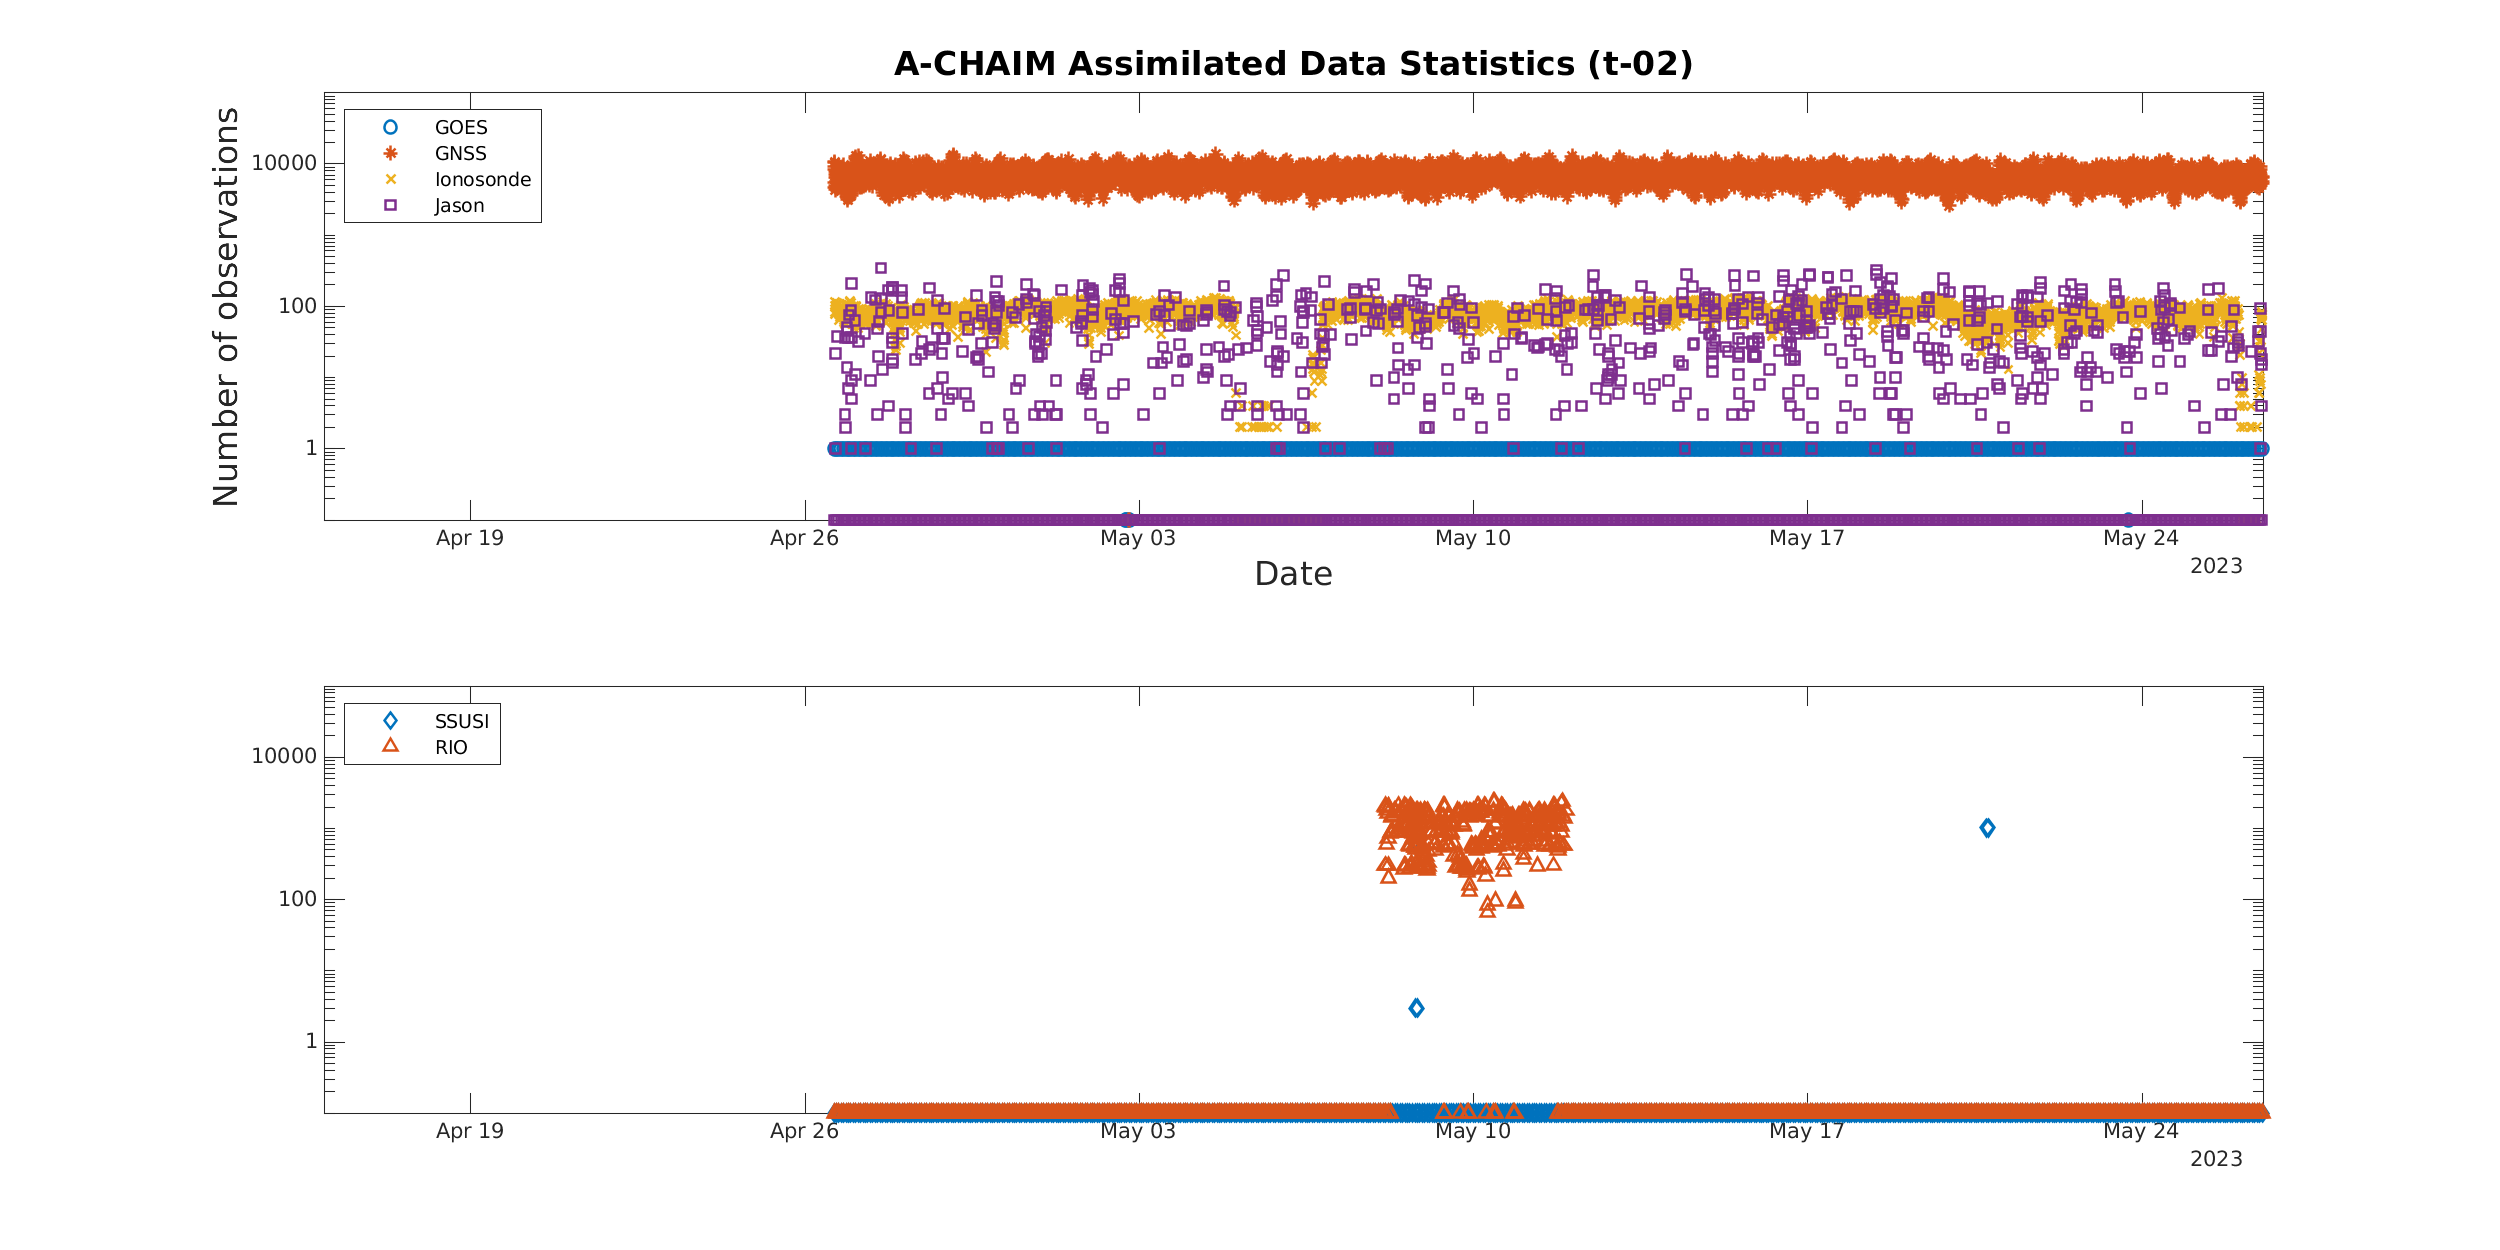 A-CHAIM Assimilated Data Statistics (t-02)
Number of observations
10000
100
1
GOES
GNSS
Ionosonde
Jason
Apr 19
Apr 26
May 03
May 10
May 17
May 24
2023
Date
10000
100
1
SSUSI
RIO
Apr 19
Apr 26
May 03
May 10
May 17
May 24
2023